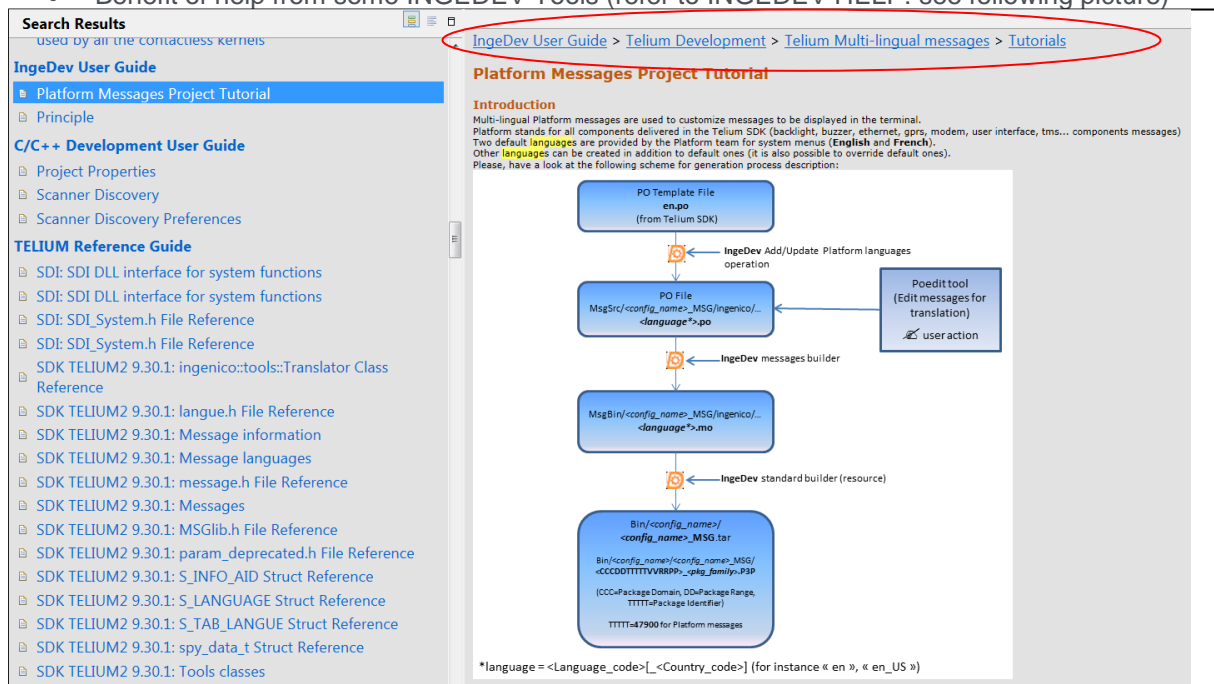 Benefit of help from some INGEDEV Tools (refer to INGEDEV HELP: see following picture)
Search Results
used by all the contactless kernels
IngeDev User Guide
Platform Messages Project Tutorial
Principle
C/C++ Development User Guide
Project Properties
Scanner Discovery
Scanner Discovery Preferences
TELIUM Reference Guide
SDI: SDI DLL interface for system functions
SDI: SDI DLL interface for system functions
SDI: SDI_System.h File Reference
SDI: SDI_System.h File Reference
SDK TELIUM2 9.30.1: ingenico::tools::Translator Class
Reference
SDK TELIUM2 9.30.1: langue.h File Reference
SDK TELIUM2 9.30.1: Message information
SDK TELIUM2 9.30.1: Message languages
SDK TELIUM2 9.30.1: message.h File Reference
SDK TELIUM2 9.30.1: Messages
SDK TELIUM2 9.30.1: MSGlib.h File Reference
SDK TELIUM2 9.30.1: param_deprecated.h File Reference
SDK TELIUM2 9.30.1: S_INFO_AID Struct Reference
SDK TELIUM2 9.30.1: S_LANGUAGE Struct Reference
SDK TELIUM2 9.30.1: S_TAB_LANGUE Struct Reference
SDK TELIUM2 9.30.1: spy_data_t Struct Reference
SDK TELIUM2 9.30.1: Tools classes
IngeDev User Guide > Telium Development > Telium Multi-lingual messages > Tutorials
Platform Messages Project Tutorial
Introduction
Multi-lingual Platform messages are used to customize messages to be displayed in the terminal.
Platform stands for all components delivered in the Telium SDK (backlight, buzzer, ethernet, gprs, modem, user interface, tms... components messages)
Two default languages are provided by the Platform team for system menus (English and French).
Other languages can be created in addition to default ones (it is also possible to override default ones).
Please, have a look at the following scheme for generation process description:
PO Template File
en.po
(from Telium SDK)
IngeDev Add/Update Platform languages
operation
PO File
MsgSrc/<config_name>_MSG/ingenico/...
<language*>.po
Poedit tool
(Edit messages for
translation)
user action
IngeDev messages builder
MsgBin/<config_name>_MSG/ingenico/...
<language*>.mo
IngeDev standard builder (resource)
Bin/<config_name>/
<config_name>_MSG.tar
Bin/<config_name>/<config_name>_MSG/
<CCCDDTTTTTVVRRPP>_<pkg_family>.P3P
(CCC=Package Domain, DD=Package Range,
TTTTT=Package Identifier)
TTTTT=47900 for Platform messages
*language = <Language_code>[_<Country_code>] (for instance « en », « en_US »)